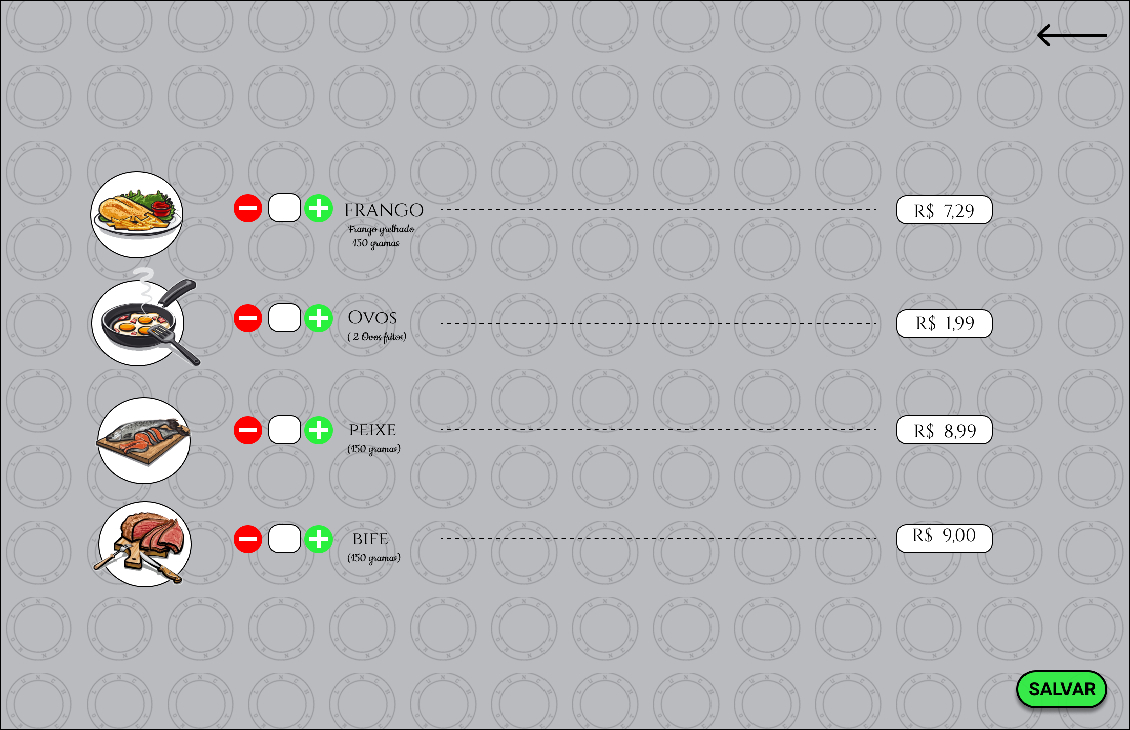 FRANGO
Frango grelhado
150 gramas
R$ 7,29
OVOS
( 2 Ovos fritos)
R$ 1,99
PEIXE
(150 gramas)
R$ 8,99
BIFE
(150 gramas)
R$ 9,00
SALVAR